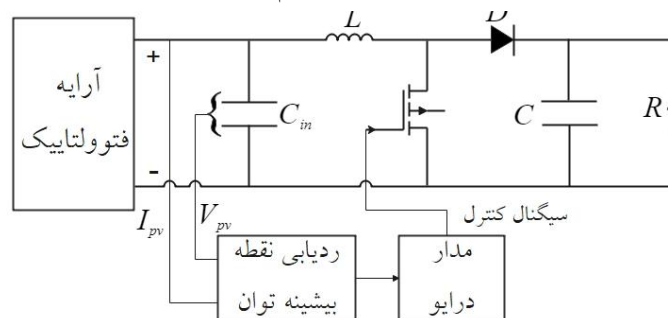 L
D
آرایه
فتوولتاییک
+
-
C_in
C
R
I_pv
V_pv
سیگنال کنترل
ردیابی نقطه
بیشینه توان
مدار
درایو